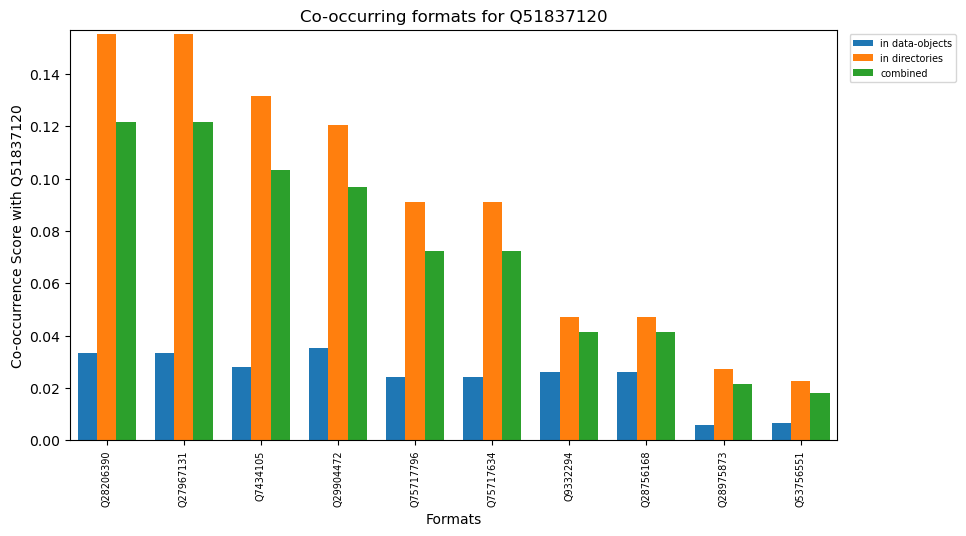 Co-occurring formats for Q51837120
in data-objects
in directories
combined
Co-occurrence Score with Q51837120
0.14
0.12
0.10
0.08
0.06
0.04
0.02
0.00
Q28206390
Q27967131
Q7434105
Q29904472
Q75717796
Q75717634
Q9332294
Q28756168
Q28975873
Q53756551
Formats